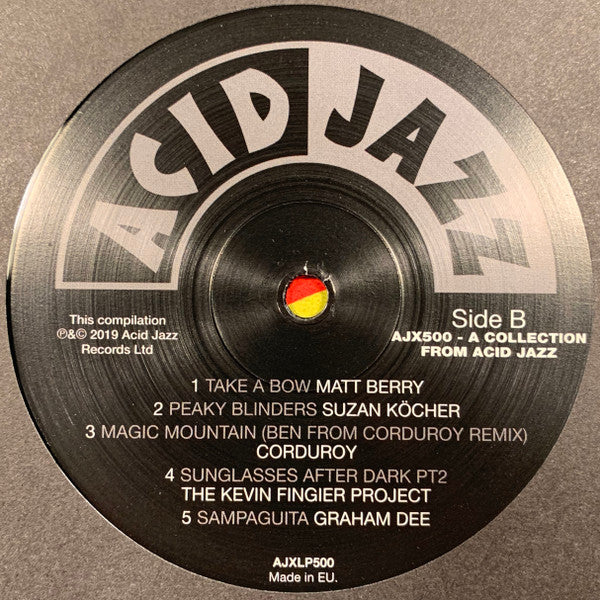 ACID JAZZ
This compilation
℗&© 2019 Acid Jazz
Records Ltd
Side B
AJX500 - A COLLECTION
FROM ACID JAZZ
1 TAKE A BOW MATT BERRY
2 PEAKY BLINDERS SUZAN KÖCHER
3 MAGIC MOUNTAIN (BEN FROM CORDUROY REMIX)
CORDUROY
4 SUNGLASSES AFTER DARK PT2
THE KEVIN FINGIER PROJECT
5 SAMPAGUITA GRAHAM DEE
AJXLP500
Made in EU.